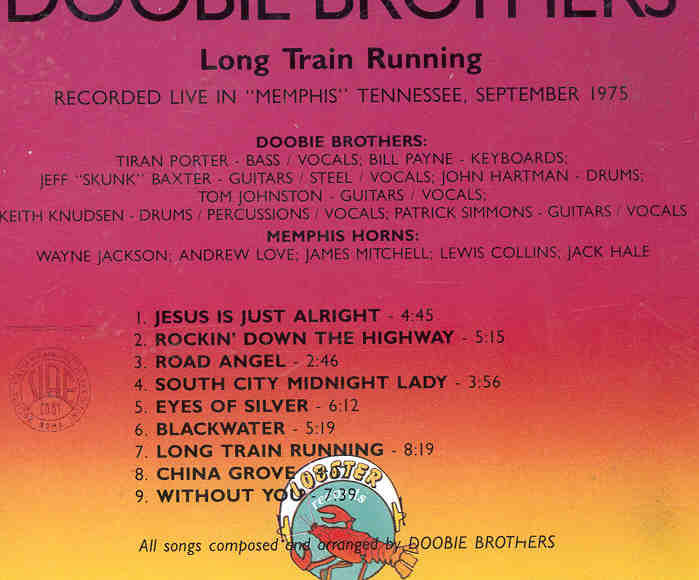 DOOBIE BROTHERS
Long Train Running
RECORDED LIVE IN "MEMPHIS" TENNESSEE, SEPTEMBER 1975
DOOBIE BROTHERS:
TIRAN PORTER - BASS / VOCALS; BILL PAYNE - KEYBOARDS;
JEFF "SKUNK" BAXTER - GUITARS / STEEL / VOCALS; JOHN HARTMAN - DRUMS;
TOM JOHNSTON - GUITARS / VOCALS;
KEITH KNUDSEN - DRUMS / PERCUSSIONS / VOCALS; PATRICK SIMMONS - GUITARS / VOCALS
MEMPHIS HORNS:
WAYNE JACKSON; ANDREW LOVE; JAMES MITCHELL; LEWIS COLLINS; JACK HALE
1. JESUS IS JUST ALRIGHT - 4:45
2. ROCKIN' DOWN THE HIGHWAY - 5:15
3. ROAD ANGEL - 2:46
4. SOUTH CITY MIDNIGHT LADY - 3:56
5. EYES OF SILVER - 6:12
6. BLACKWATER - 5:19
7. LONG TRAIN RUNNING - 8:19
8. CHINA GROVE
9. WITHOUT YOU - 7:39
LOBSTER
records
All songs composed and arranged by DOOBIE BROTHERS
SIAE
ROMA